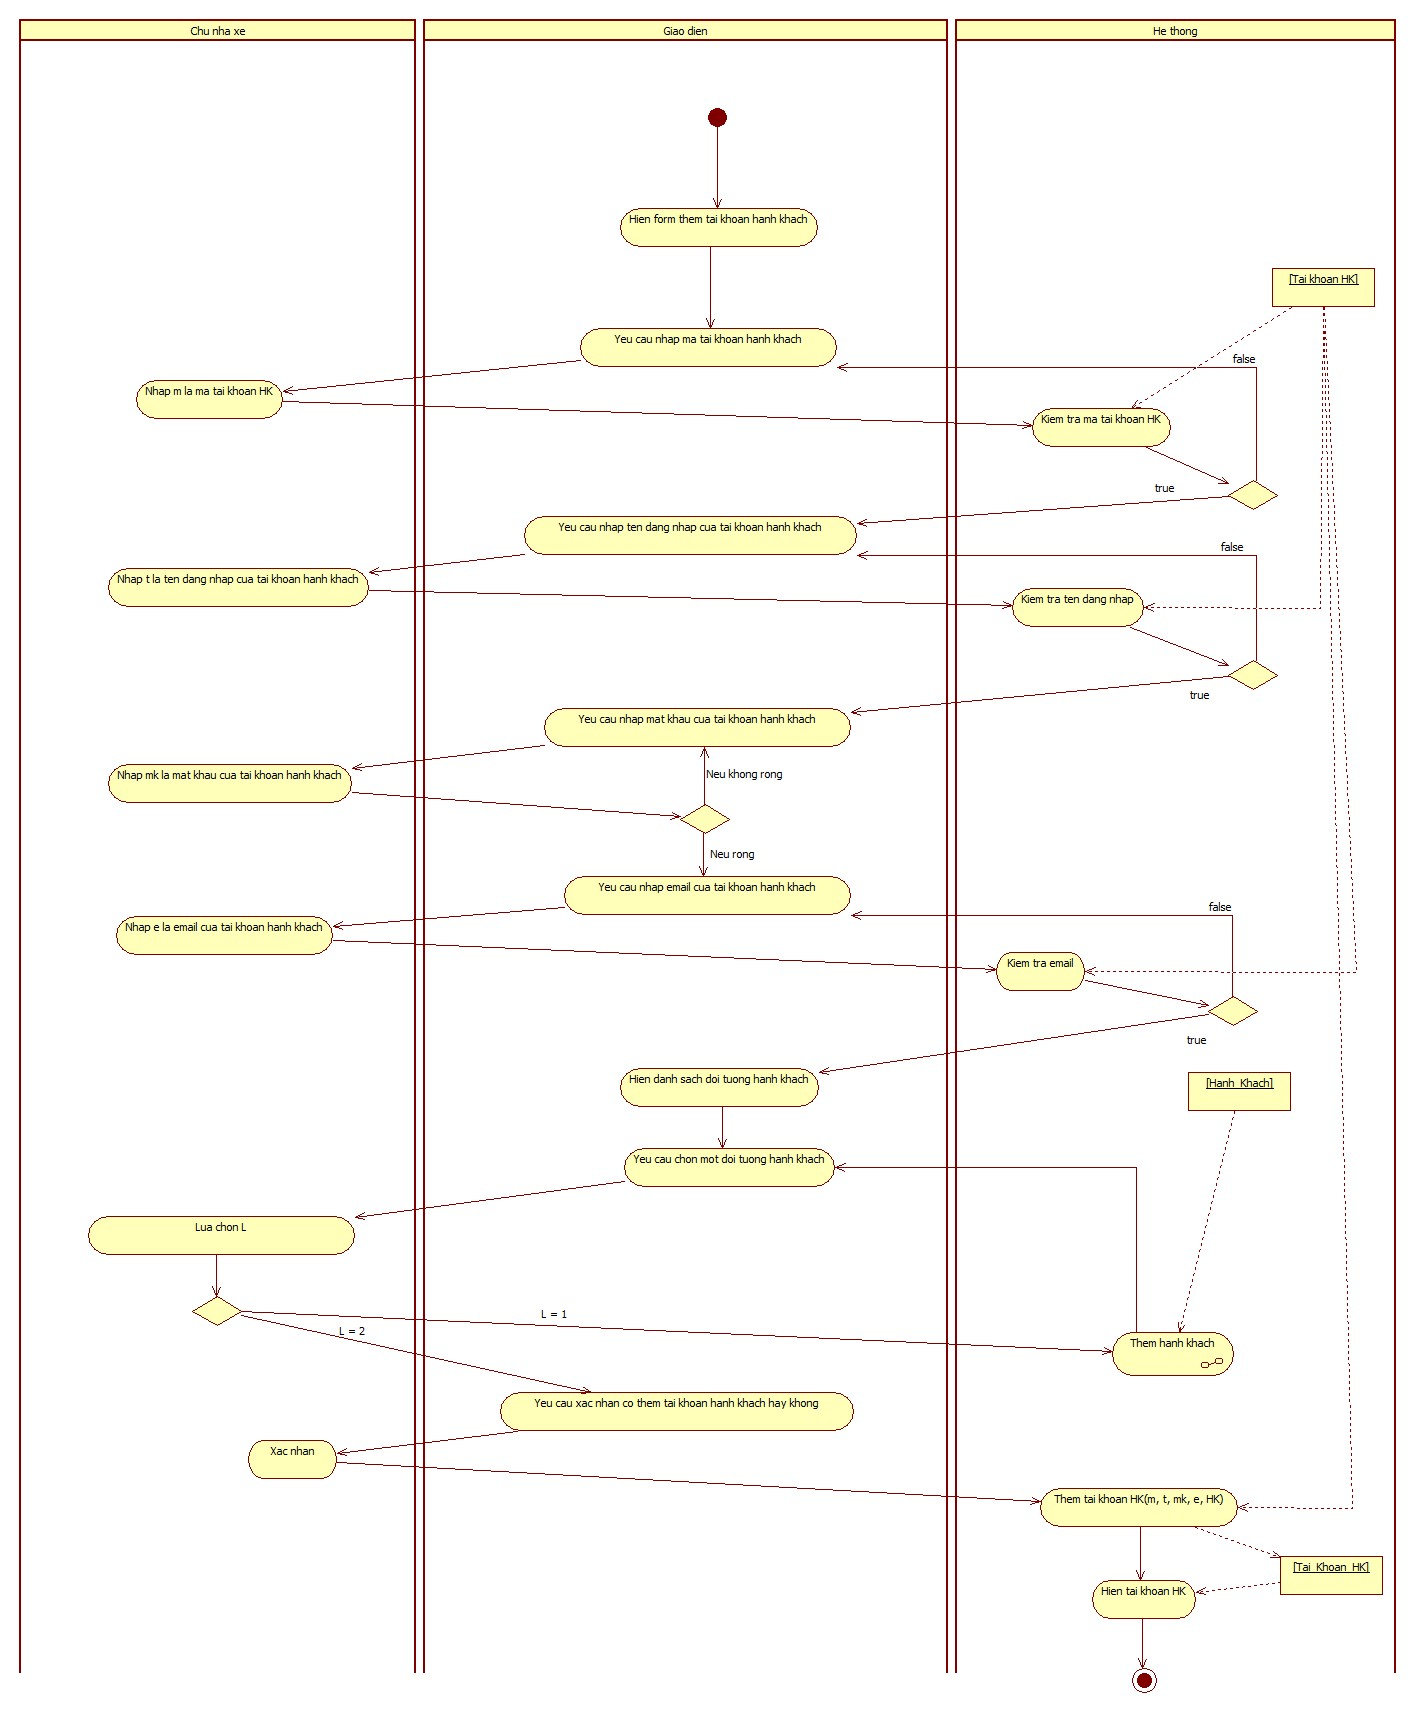 Chu nha xe
Giao dien
He thong
Hien form them tai khoan hanh khach
[Tai khoan HK]
Yeu cau nhap ma tai khoan hanh khach
false
Nhap m la ma tai khoan HK
Kiem tra ma tai khoan HK
true
Yeu cau nhap ten dang nhap cua tai khoan hanh khach
false
Nhap t la ten dang nhap cua tai khoan hanh khach
Kiem tra ten dang nhap
true
Yeu cau nhap mat khau cua tai khoan hanh khach
Nhap mk la mat khau cua tai khoan hanh khach
Neu khong rong
Neu rong
Yeu cau nhap email cua tai khoan hanh khach
false
Nhap e la email cua tai khoan hanh khach
Kiem tra email
true
Hien danh sach doi tuong hanh khach
[Hanh_Khach]
Yeu cau chon mot doi tuong hanh khach
Lua chon L
L = 1
L = 2
Them hanh khach
Yeu cau xac nhan co them tai khoan hanh khach hay khong
Xac nhan
Them tai khoan HK(m, t, mk, e, HK)
[Tai_Khoan_HK]
Hien tai khoan HK